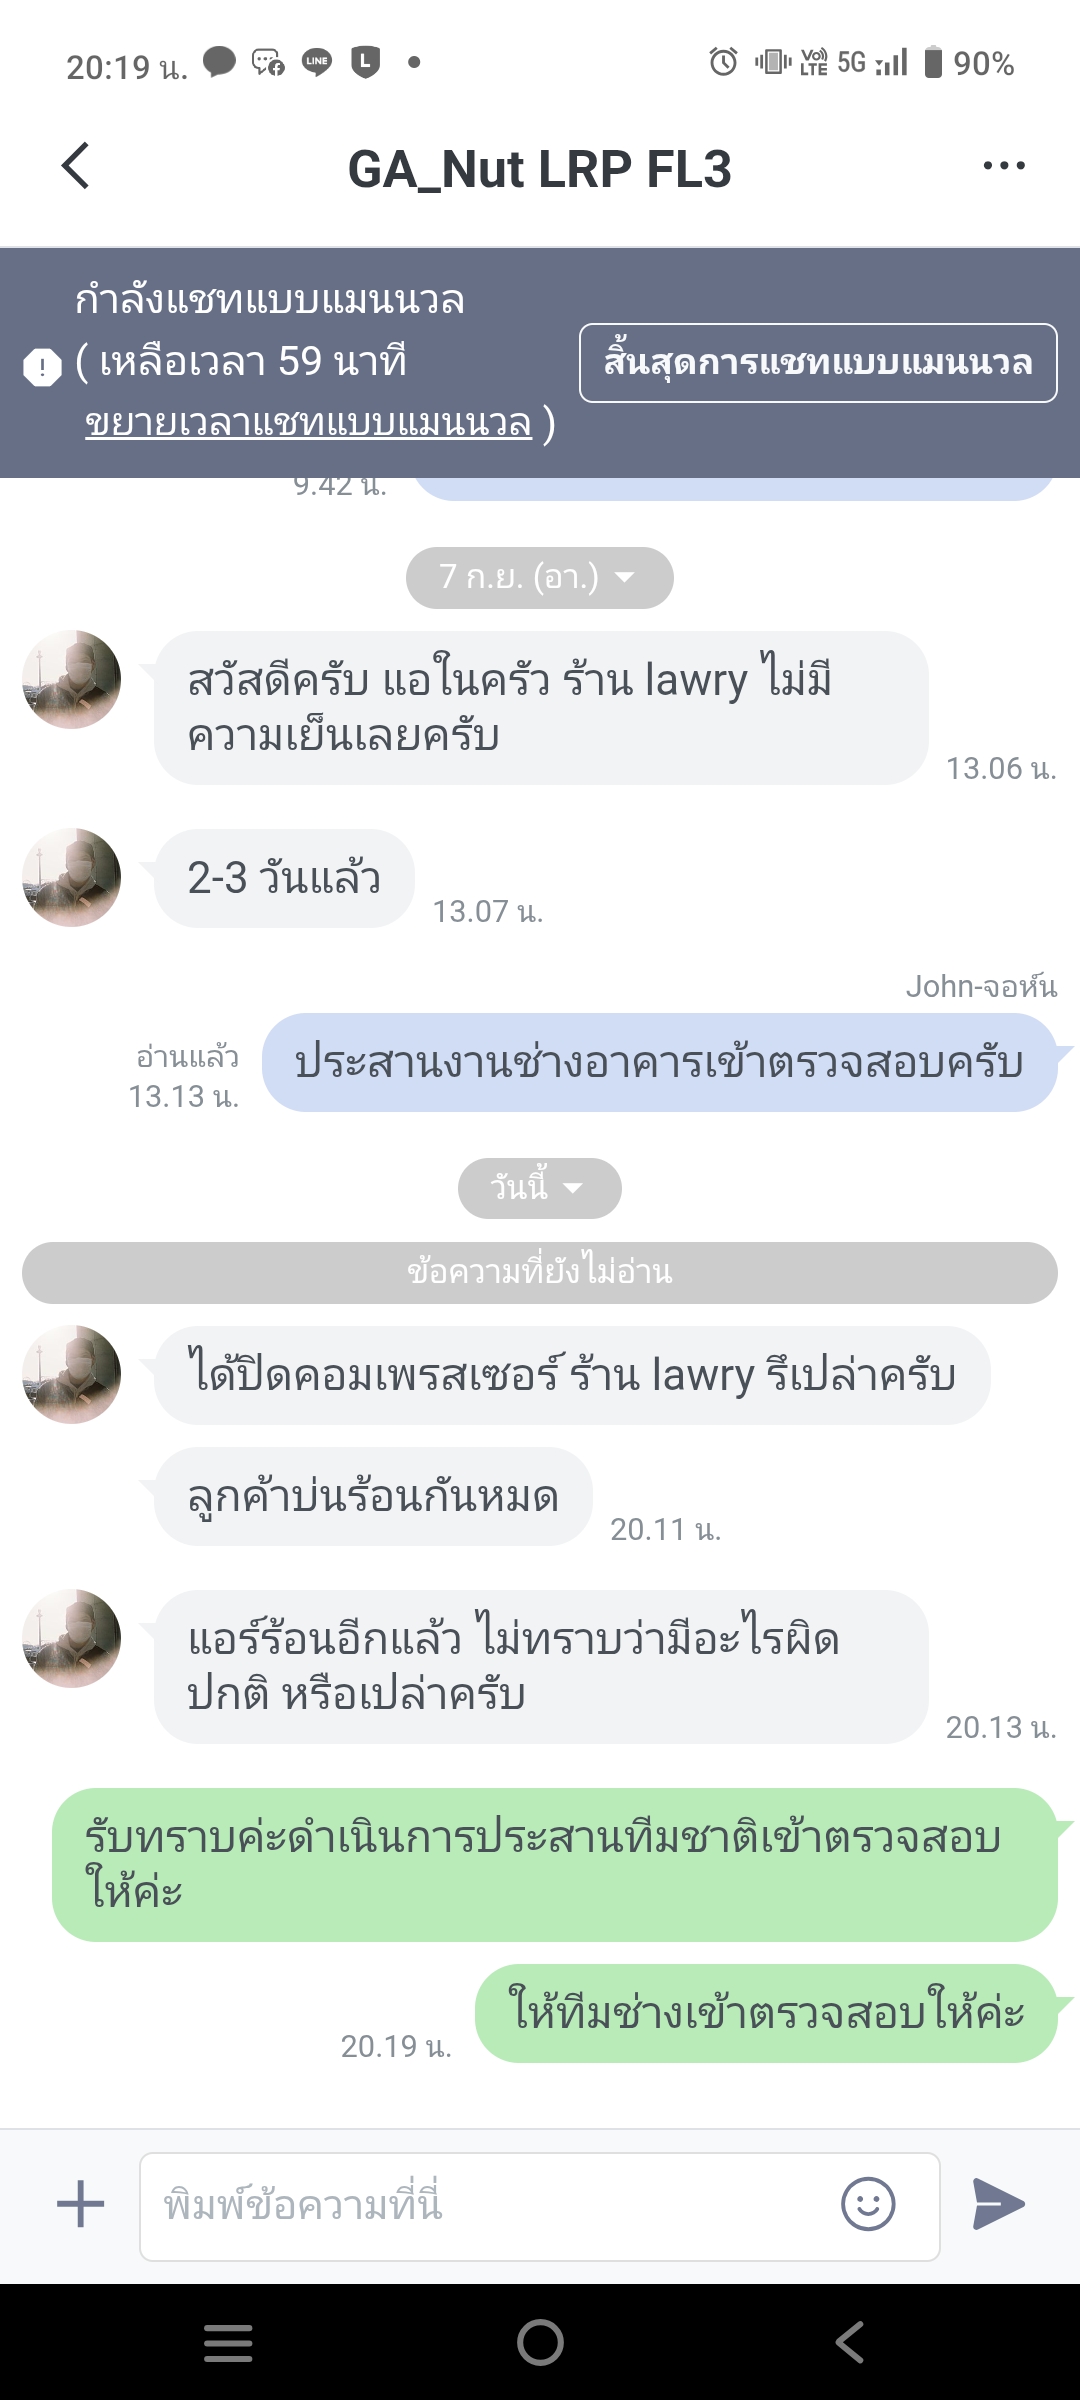 20:19 น.
LINE
L
Vo) LTE 5G 90%
GA_Nut LRP FL3
กำลังแชทแบบแมนนวล
( เหลือเวลา 59 นาที
ขยายเวลาแชทแบบแมนนวล )
สิ้นสุดการแชทแบบแมนนวล
9.42 น.
7 ก.ย. (อา.)
สวัสดีครับ แอในครัว ร้าน lawry ไม่มี
ความเย็นเลยครับ
13.06 น.
2-3 วันแล้ว
13.07 น.
John-จอห์น
อ่านแล้ว
13.13 น.
ประสานงานช่างอาคารเข้าตรวจสอบครับ
วันนี้
ข้อความที่ยังไม่อ่าน
ได้ปิดคอมเพรสเซอร์ ร้าน lawry รึเปล่าครับ
ลูกค้าบ่นร้อนกันหมด
20.11 น.
แอร์ร้อนอีกแล้ว ไม่ทราบว่ามีอะไรผิด
ปกติ หรือเปล่าครับ
20.13 น.
รับทราบค่ะดำเนินการประสานทีมชาติเข้าตรวจสอบ
ให้ค่ะ
ให้ทีมช่างเข้าตรวจสอบให้ค่ะ
20.19 น.
พิมพ์ข้อความที่นี่